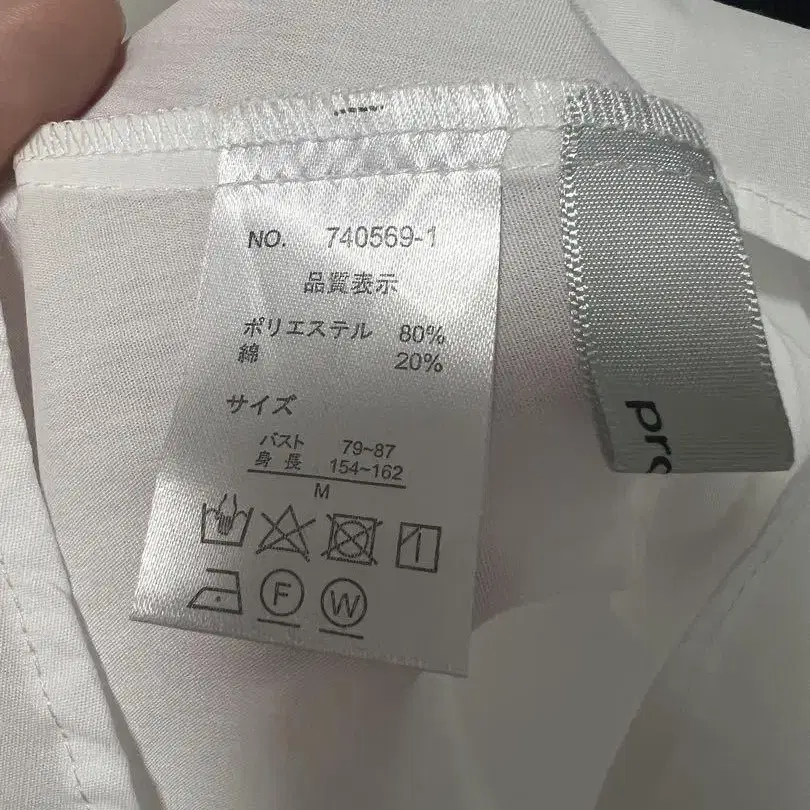 NO. 740569-1
品質表示
ポリエステル 80%
綿 20%
サイズ
バスト 79~87
身長 154~162
M
F W
pro